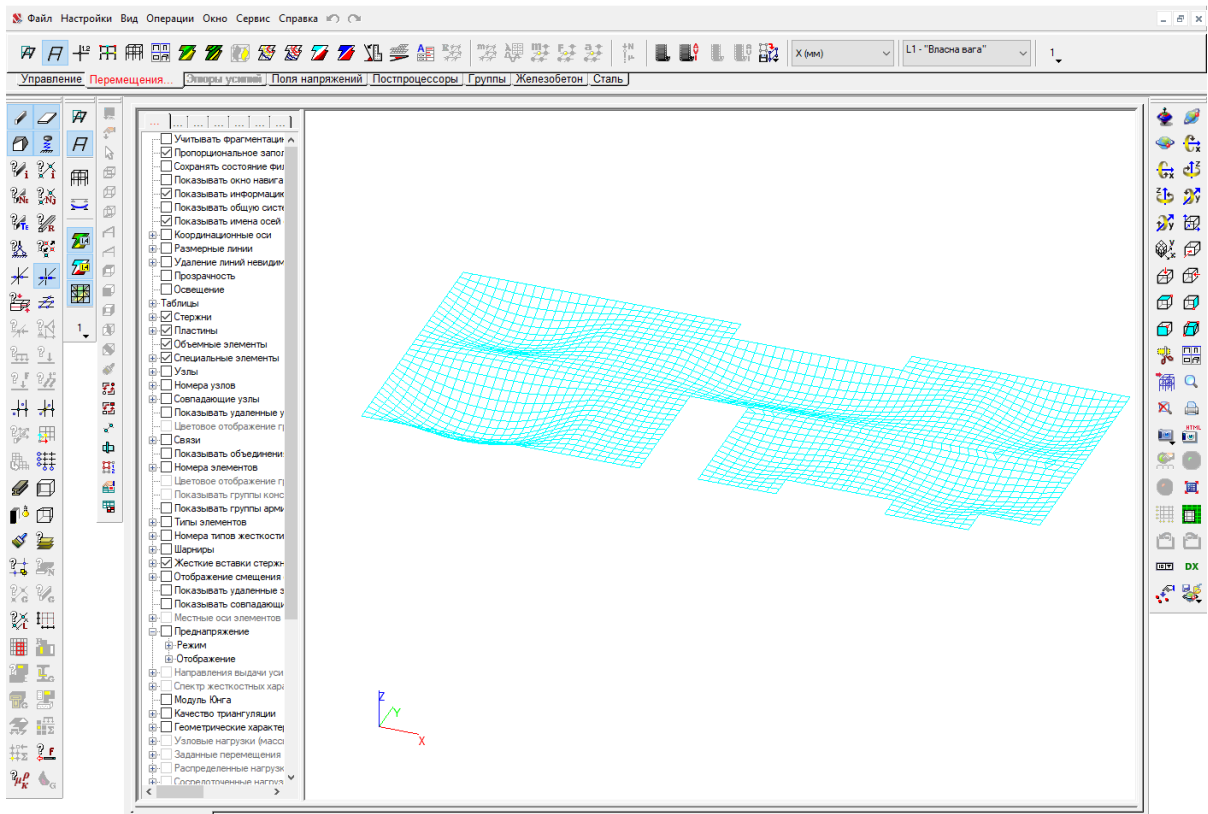 Файл Настройки Вид Операции Окно Сервис Справка
X (мм)
L1 - "Власна вага"
1
Управление Перемещения... Эпюры усилий Поля напряжений Постпроцессоры Группы Железобетон Сталь
... ... ... ... ... ...
Учитывать фрагментаци
Пропорциональное запол
Сохранять состояние фил
Показывать окно навига
Показывать информацию
Показывать общую систе
Показывать имена осей
Координационные оси
Размерные линии
Удаление линий невидим
Прозрачность
Освещение
Таблицы
Стержни
Пластины
Объемные элементы
Специальные элементы
Узлы
Номера узлов
Совпадающие узлы
Показывать удаленные у
Цветовое отображение г
Связи
Показывать объединени
Номера элементов
Цветовое отображение г
Показывать группы конс
Показывать группы арми
Типы элементов
Номера типов жесткости
Шарниры
Жесткие вставки стержн
Отображение смещения
Показывать удаленные э
Показывать совпадающи
Местные оси элементов
Преднапряжение
Режим
Отображение
Направления выдачи уси
Спектр жесткостных хара
Модуль Юнга
Качество триангуляции
Геометрические характе
Узловые нагрузки (масс
Заданные перемещения
Распределенные нагрузк
Сосредоточенные нагруз
Z
Y
X
1
HTML
DX